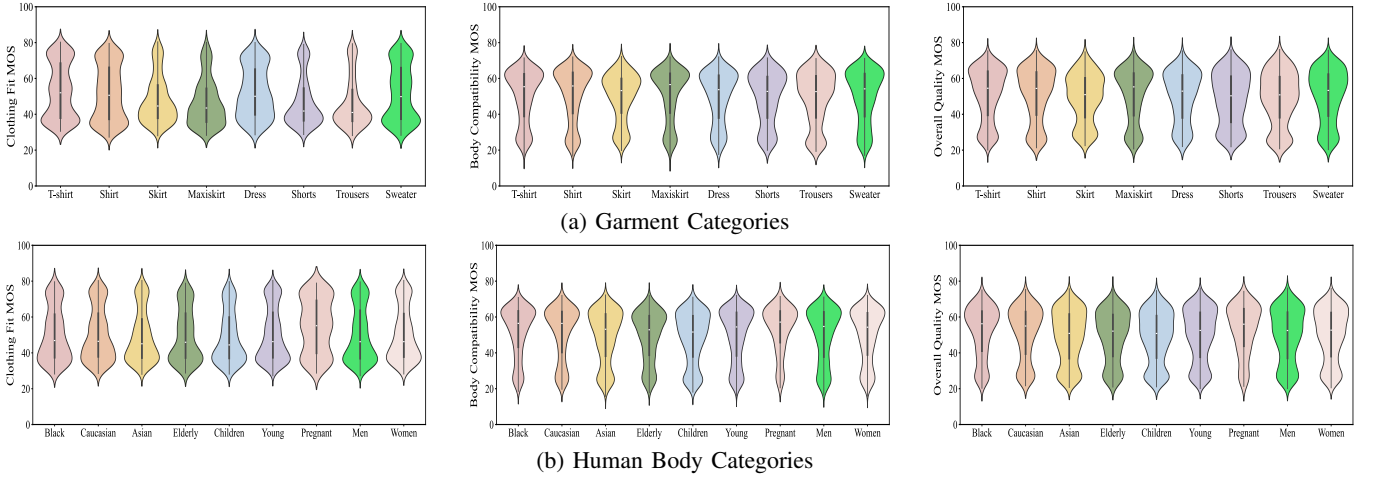 Clothing Fit MOS
100
80
60
40
20
0
T-shirt Shirt Skirt Maxiskirt Dress Shorts Trousers Sweater
Body Compatibility MOS
100
80
60
40
20
0
T-shirt Shirt Skirt Maxiskirt Dress Shorts Trousers Sweater
Overall Quality MOS
100
80
60
40
20
0
T-shirt Shirt Skirt Maxiskirt Dress Shorts Trousers Sweater
(a) Garment Categories
Clothing Fit MOS
100
80
60
40
20
0
Black Caucasian Asian Elderly Children Young Pregnant Men Women
Body Compatibility MOS
100
80
60
40
20
0
Black Caucasian Asian Elderly Children Young Pregnant Men Women
Overall Quality MOS
100
80
60
40
20
0
Black Caucasian Asian Elderly Children Young Pregnant Men Women
(b) Human Body Categories